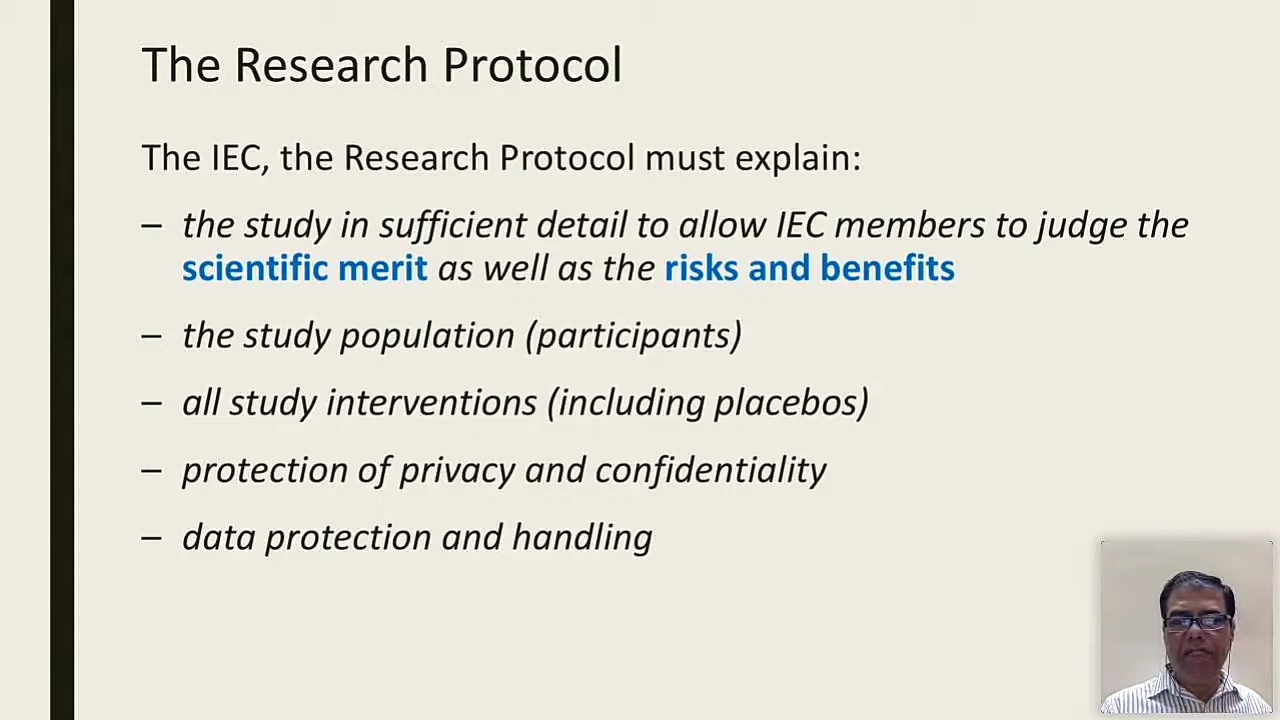 The Research Protocol
The IEC, the Research Protocol must explain:
– the study in sufficient detail to allow IEC members to judge the
scientific merit as well as the risks and benefits
– the study population (participants)
– all study interventions (including placebos)
– protection of privacy and confidentiality
– data protection and handling